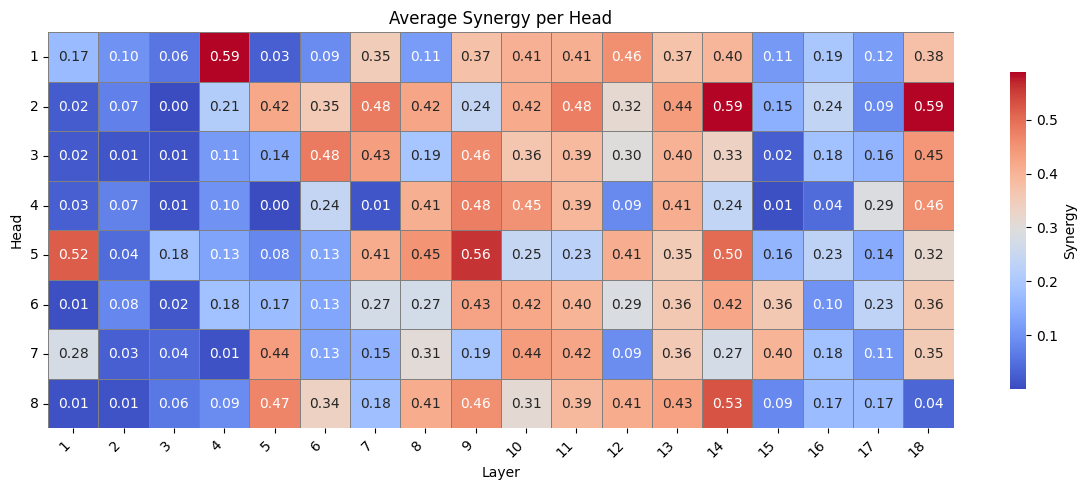 Average Synergy per Head
1 0.17 0.10 0.06 0.59 0.03 0.09 0.35 0.11 0.37 0.41 0.41 0.46 0.37 0.40 0.11 0.19 0.12 0.38
2 0.02 0.07 0.00 0.21 0.42 0.35 0.48 0.42 0.24 0.42 0.48 0.32 0.44 0.59 0.15 0.24 0.09 0.59
3 0.02 0.01 0.01 0.11 0.14 0.48 0.43 0.19 0.46 0.36 0.39 0.30 0.40 0.33 0.02 0.18 0.16 0.45
4 0.03 0.07 0.01 0.10 0.00 0.24 0.01 0.41 0.48 0.45 0.39 0.09 0.41 0.24 0.01 0.04 0.29 0.46
5 0.52 0.04 0.18 0.13 0.08 0.13 0.41 0.45 0.56 0.25 0.23 0.41 0.35 0.50 0.16 0.23 0.14 0.32
6 0.01 0.08 0.02 0.18 0.17 0.13 0.27 0.27 0.43 0.42 0.40 0.29 0.36 0.42 0.36 0.10 0.23 0.36
7 0.28 0.03 0.04 0.01 0.44 0.13 0.15 0.31 0.19 0.44 0.42 0.09 0.36 0.27 0.40 0.18 0.11 0.35
8 0.01 0.01 0.06 0.09 0.47 0.34 0.18 0.41 0.46 0.31 0.39 0.41 0.43 0.53 0.09 0.17 0.17 0.04
1 2 3 4 5 6 7 8 9 10 11 12 13 14 15 16 17 18
Layer
Head
0.5
0.4
0.3
0.2
0.1
Synergy